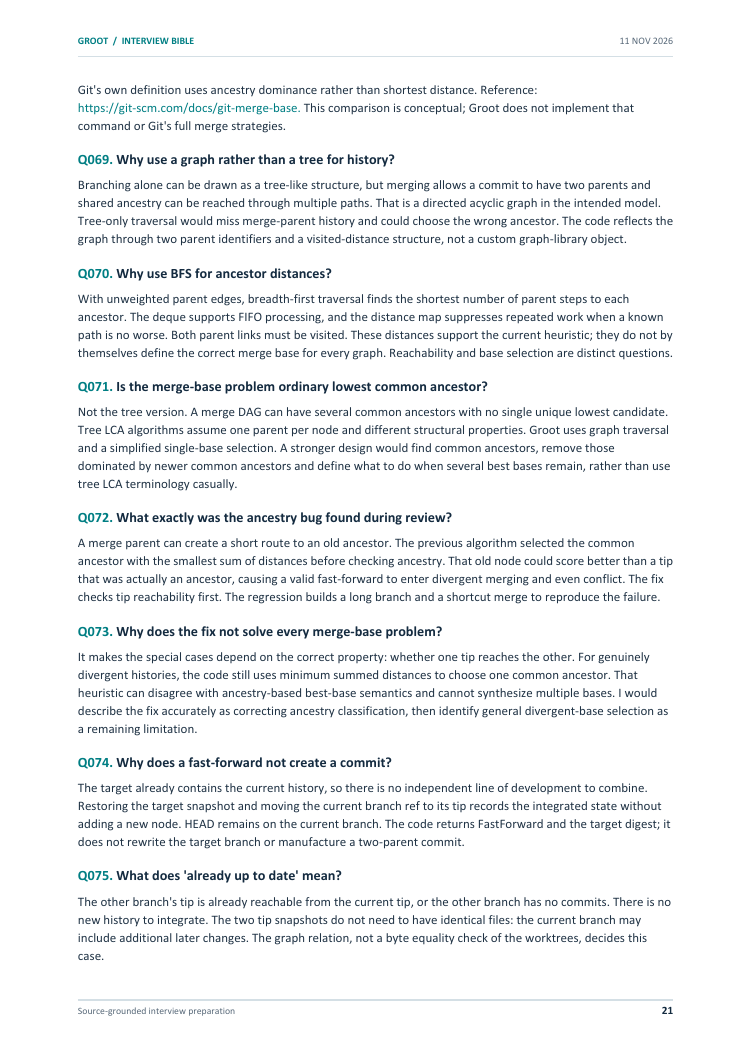 GROOT / INTERVIEW BIBLE
11 NOV 2026
Git's own definition uses ancestry dominance rather than shortest distance. Reference:
https://git-scm.com/docs/git-merge-base. This comparison is conceptual; Groot does not implement that
command or Git's full merge strategies.
Q069. Why use a graph rather than a tree for history?
Branching alone can be drawn as a tree-like structure, but merging allows a commit to have two parents and
shared ancestry can be reached through multiple paths. That is a directed acyclic graph in the intended model.
Tree-only traversal would miss merge-parent history and could choose the wrong ancestor. The code reflects the
graph through two parent identifiers and a visited-distance structure, not a custom graph-library object.
Q070. Why use BFS for ancestor distances?
With unweighted parent edges, breadth-first traversal finds the shortest number of parent steps to each
ancestor. The deque supports FIFO processing, and the distance map suppresses repeated work when a known
path is no worse. Both parent links must be visited. These distances support the current heuristic; they do not by
themselves define the correct merge base for every graph. Reachability and base selection are distinct questions.
Q071. Is the merge-base problem ordinary lowest common ancestor?
Not the tree version. A merge DAG can have several common ancestors with no single unique lowest candidate.
Tree LCA algorithms assume one parent per node and different structural properties. Groot uses graph traversal
and a simplified single-base selection. A stronger design would find common ancestors, remove those
dominated by newer common ancestors and define what to do when several best bases remain, rather than use
tree LCA terminology casually.
Q072. What exactly was the ancestry bug found during review?
A merge parent can create a short route to an old ancestor. The previous algorithm selected the common
ancestor with the smallest sum of distances before checking ancestry. That old node could score better than a tip
that was actually an ancestor, causing a valid fast-forward to enter divergent merging and even conflict. The fix
checks tip reachability first. The regression builds a long branch and a shortcut merge to reproduce the failure.
Q073. Why does the fix not solve every merge-base problem?
It makes the special cases depend on the correct property: whether one tip reaches the other. For genuinely
divergent histories, the code still uses minimum summed distances to choose one common ancestor. That
heuristic can disagree with ancestry-based best-base semantics and cannot synthesize multiple bases. I would
describe the fix accurately as correcting ancestry classification, then identify general divergent-base selection as
a remaining limitation.
Q074. Why does a fast-forward not create a commit?
The target already contains the current history, so there is no independent line of development to combine.
Restoring the target snapshot and moving the current branch ref to its tip records the integrated state without
adding a new node. HEAD remains on the current branch. The code returns FastForward and the target digest; it
does not rewrite the target branch or manufacture a two-parent commit.
Q075. What does 'already up to date' mean?
The other branch's tip is already reachable from the current tip, or the other branch has no commits. There is no
new history to integrate. The two tip snapshots do not need to have identical files: the current branch may
include additional later changes. The graph relation, not a byte equality check of the worktrees, decides this
case.
Source-grounded interview preparation
21